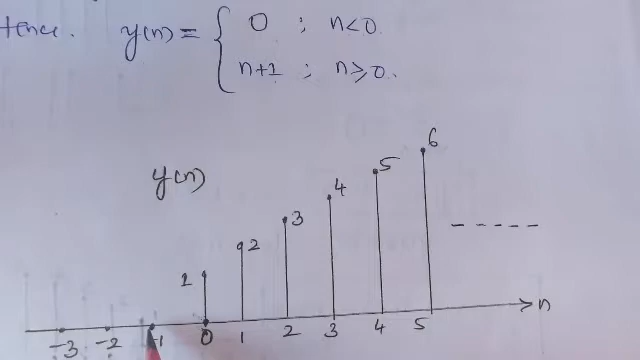 Hence. y(n) = { 0 ; n<0.
n+1 ; n≥0.
y(n)
1 2 3 4 5 6
-3 -2 -1 0 1 2 3 4 5 n